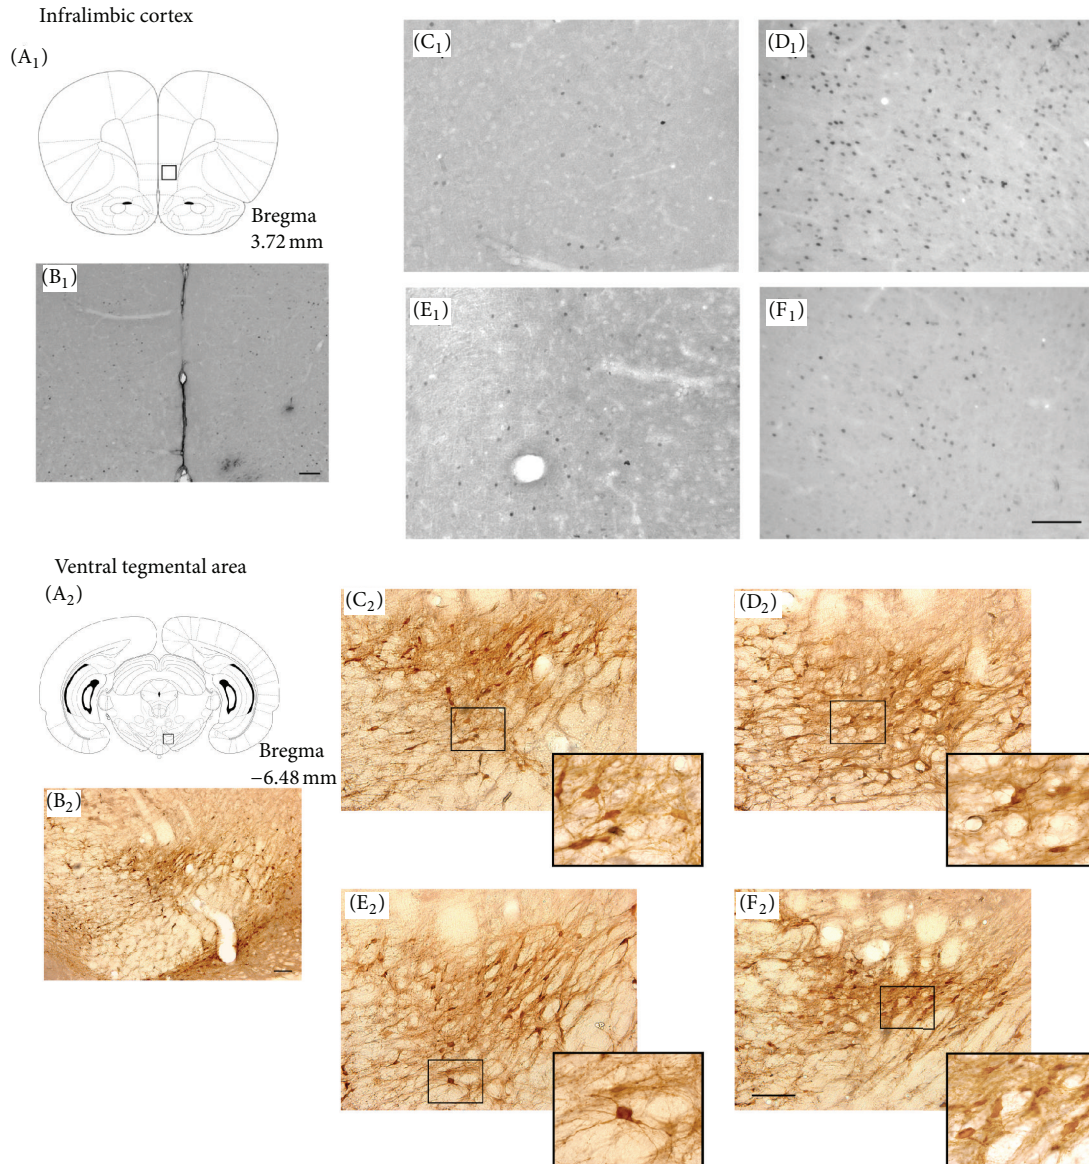 Infralimbic cortex
(A1)
Bregma
3.72 mm
(B1)
(C1)
(D1)
(E1)
(F1)
Ventral tegmental area
(A2)
Bregma
−6.48 mm
(B2)
(C2)
(D2)
(E2)
(F2)